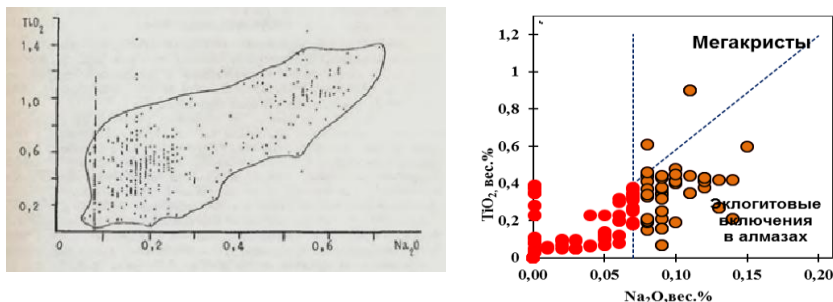 TiO₂
1,4
1,0
0,6
0,2
0
0,2
0,4
0,6
Na₂O
1,2
1
0,8
0,6
0,4
0,2
0
TiO₂, вес.%
Мегакристы
Эклогитовые
включения
в алмазах
0,00
0,05
0,10
0,15
0,20
Na₂O,вес.%